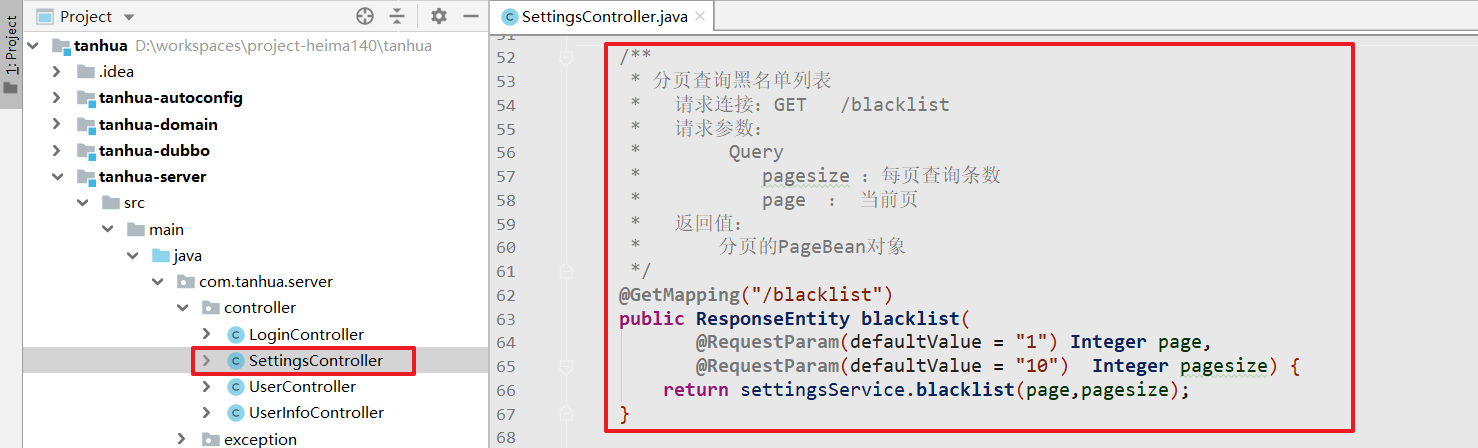 1: Project
Project
tanhua D:\workspaces\project-heima140\tanhua
.idea
tanhua-autoconfig
tanhua-domain
tanhua-dubbo
tanhua-server
src
main
java
com.tanhua.server
controller
LoginController
SettingsController
UserController
UserInfoController
exception
SettingsController.java
51
52 /**
53 * 分页查询黑名单列表
54 * 请求连接：GET /blacklist
55 * 请求参数：
56 * Query
57 * pagesize ：每页查询条数
58 * page ： 当前页
59 * 返回值：
60 * 分页的PageBean对象
61 */
62 @GetMapping("/blacklist")
63 public ResponseEntity blacklist(
64 @RequestParam(defaultValue = "1") Integer page,
65 @RequestParam(defaultValue = "10") Integer pagesize) {
66 return settingsService.blacklist(page,pagesize);
67 }
68